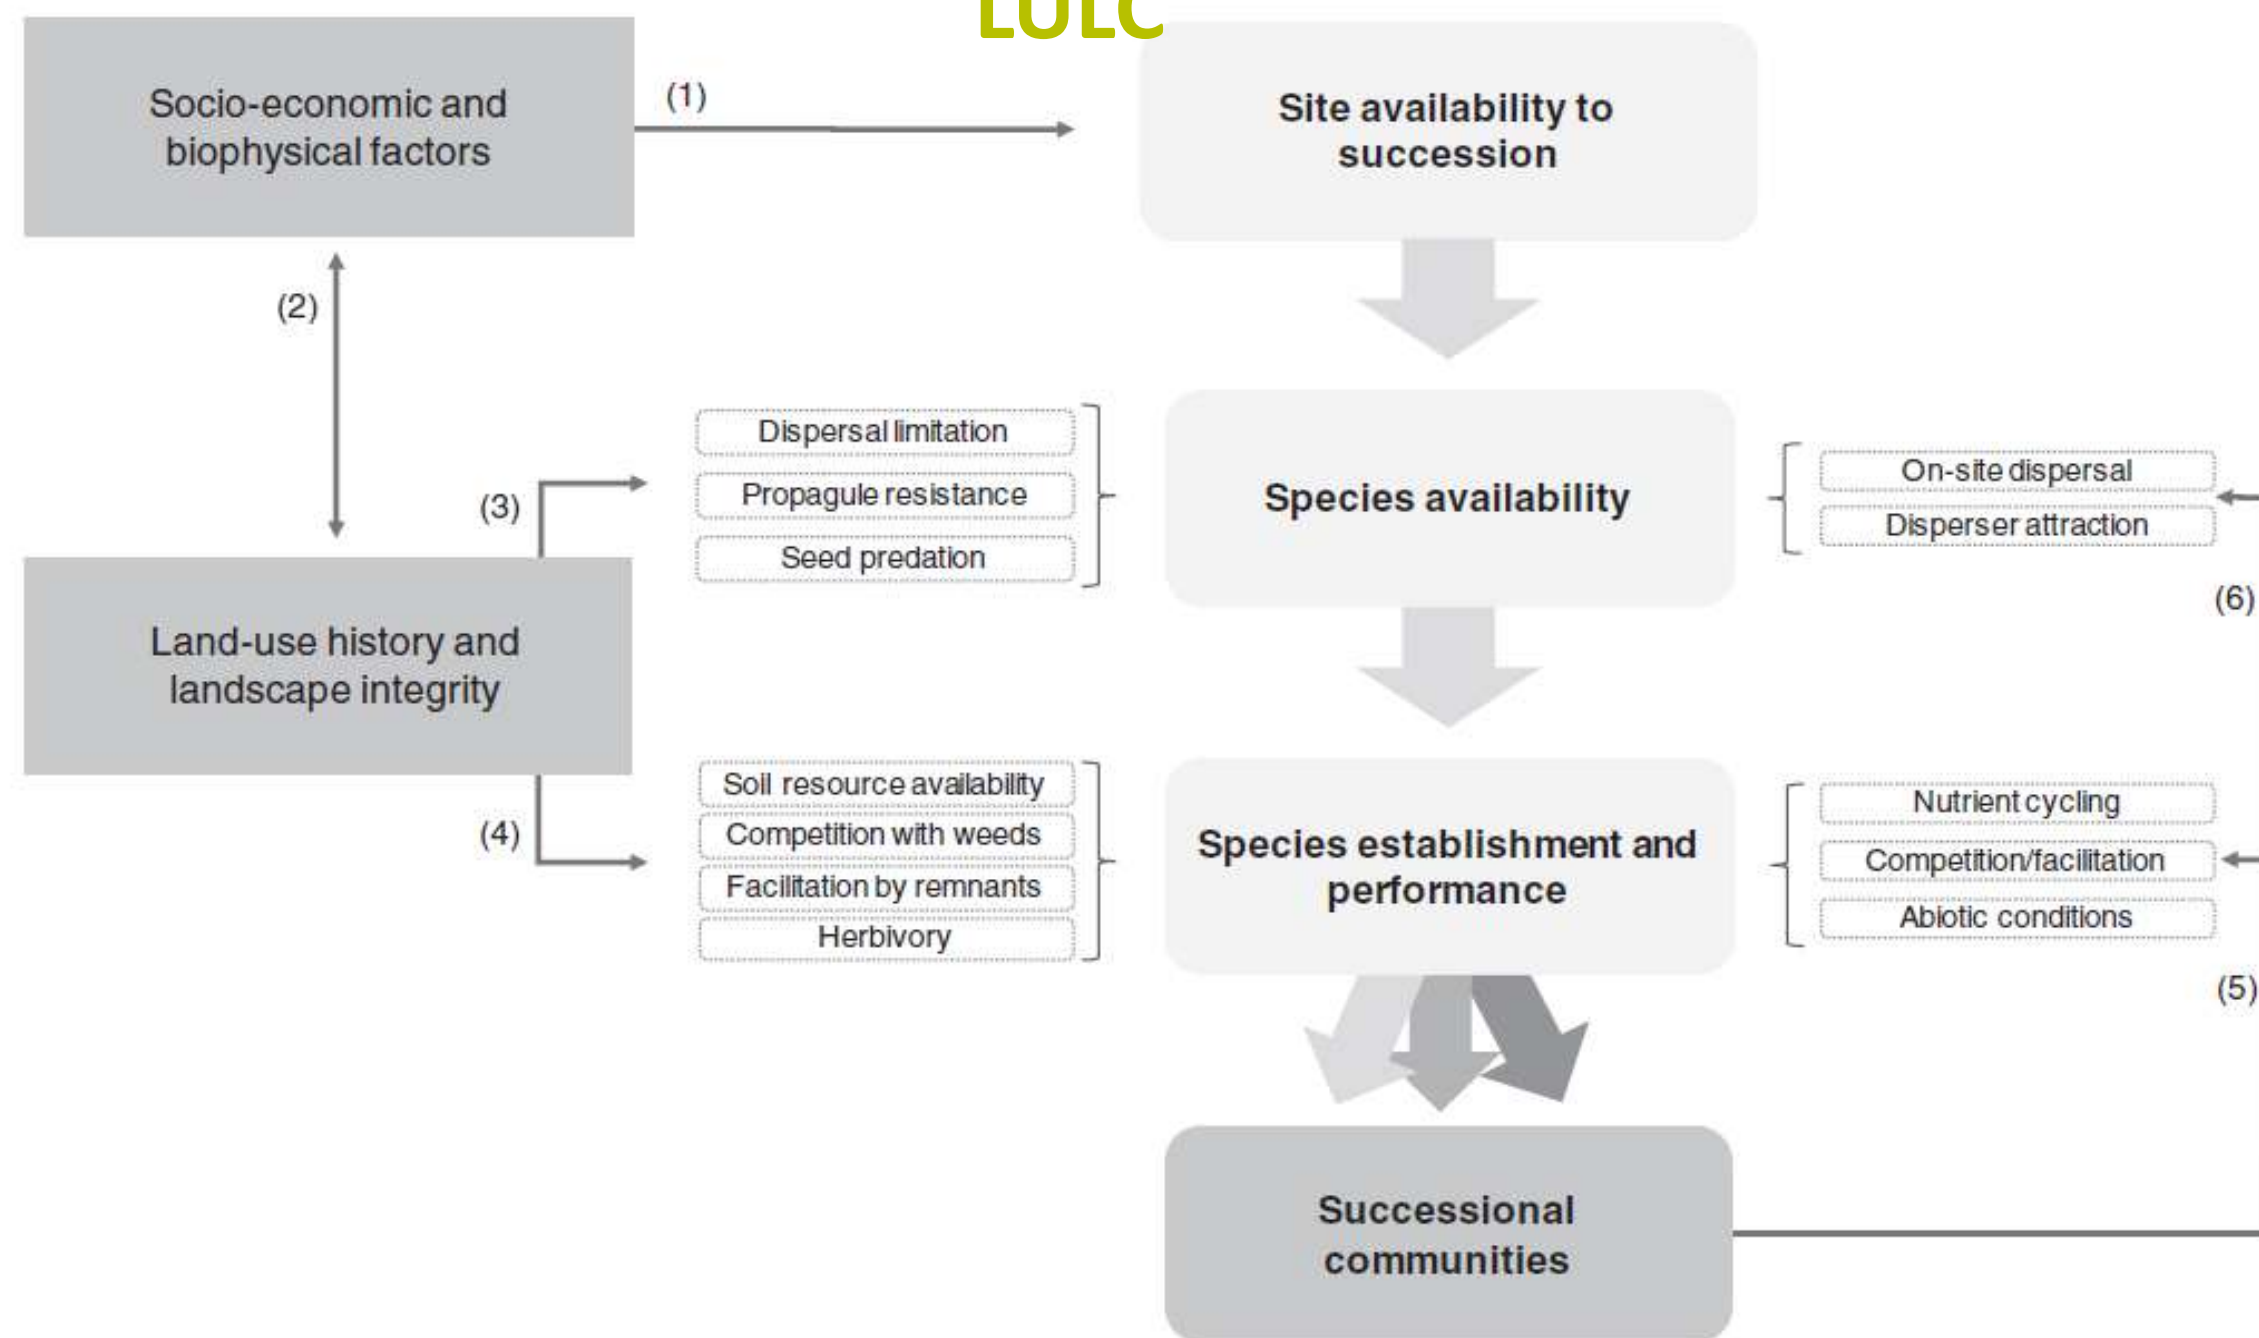 LULC
Socio-economic and
biophysical factors
(1)
Site availability to
succession
(2)
Dispersal limitation
Propagule resistance
Seed predation
(3)
Species availability
On-site dispersal
Disperser attraction
(6)
Land-use history and
landscape integrity
(4)
Soil resource availability
Competition with weeds
Facilitation by remnants
Herbivory
Species establishment and
performance
Nutrient cycling
Competition/facilitation
Abiotic conditions
(5)
Successional
communities